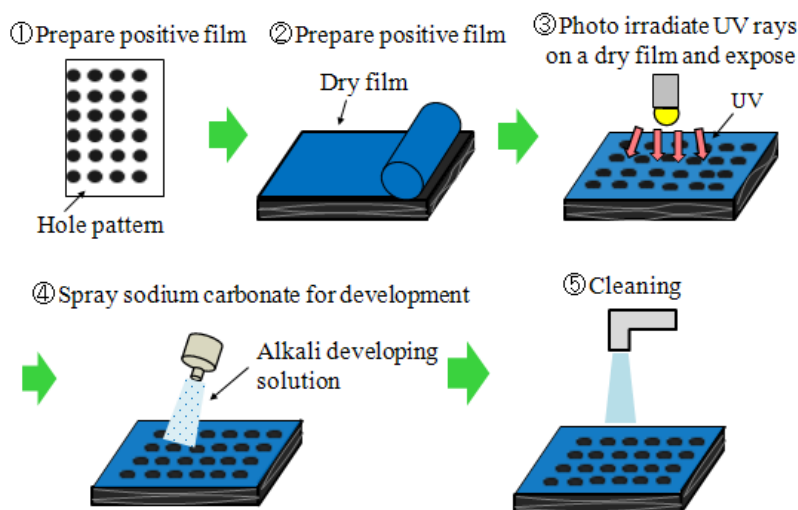 ①Prepare positive film
②Prepare positive film
③Photo irradiate UV rays
on a dry film and expose
Dry film
UV
Hole pattern
④Spray sodium carbonate for development
⑤Cleaning
Alkali developing
solution